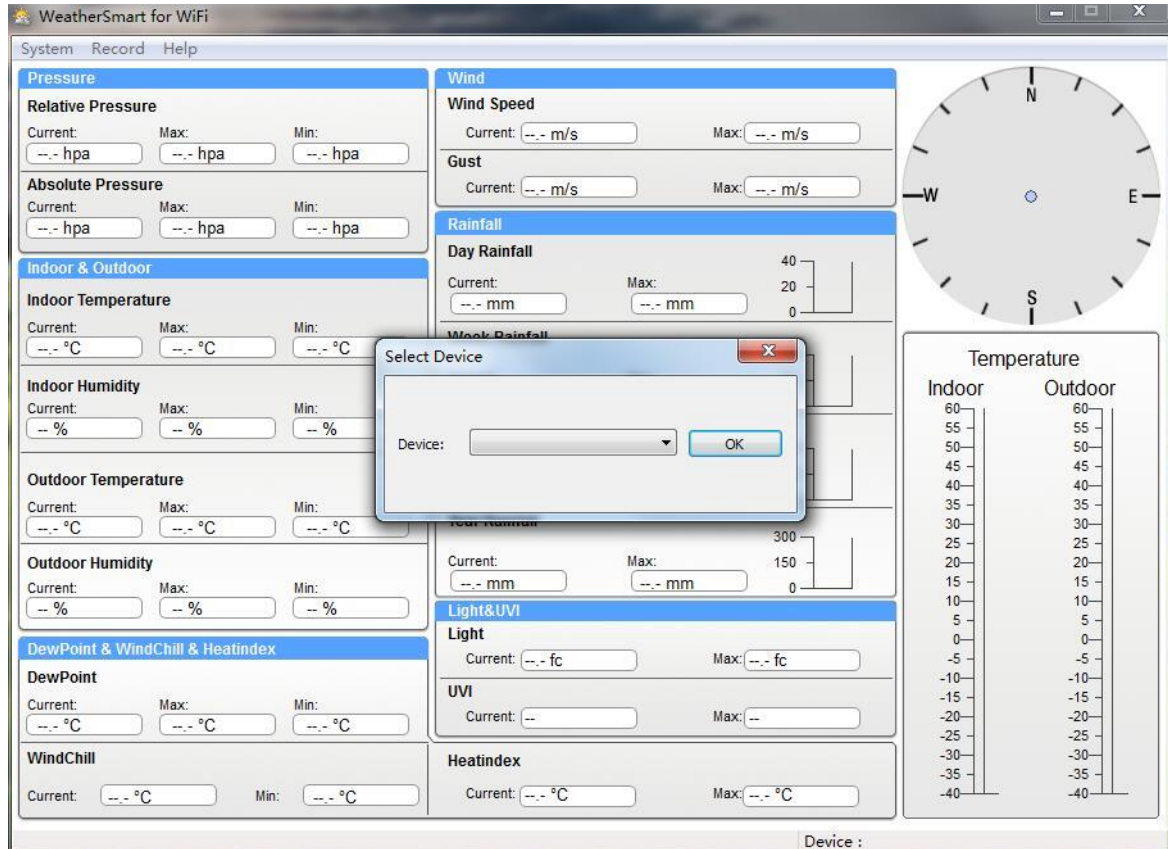 WeatherSmart for WiFi
System Record Help
Pressure
Relative Pressure
Current: Max: Min:
--.- hpa --.- hpa --.- hpa
Absolute Pressure
Current: Max: Min:
--.- hpa --.- hpa --.- hpa
Indoor & Outdoor
Indoor Temperature
Current: Max: Min:
--.- °C --.- °C --.- °C
Indoor Humidity
Current: Max: Min:
-- % -- % -- %
Outdoor Temperature
Current: Max: Min:
--.- °C --.- °C --.- °C
Outdoor Humidity
Current: Max: Min:
-- % -- % -- %
DewPoint & WindChill & Heatindex
DewPoint
Current: Max: Min:
--.- °C --.- °C --.- °C
WindChill
Current: --.- °C Min: --.- °C
Wind
Wind Speed
Current: --.- m/s Max: --.- m/s
Gust
Current: --.- m/s Max: --.- m/s
Rainfall
Day Rainfall
Current: Max:
--.- mm --.- mm
40
20
0
Week Rainfall
Select Device
Device: OK
Year Rainfall
Current: Max:
--.- mm --.- mm
300
150
0
Light&UVI
Light
Current: --.- fc Max: --.- fc
UVI
Current: -- Max: --
Heatindex
Current: --.- °C Max: --.- °C
N
W E
S
Temperature
Indoor Outdoor
60 60
55 55
50 50
45 45
40 40
35 35
30 30
25 25
20 20
15 15
10 10
5 5
0 0
-5 -5
-10 -10
-15 -15
-20 -20
-25 -25
-30 -30
-35 -35
-40 -40
Device :